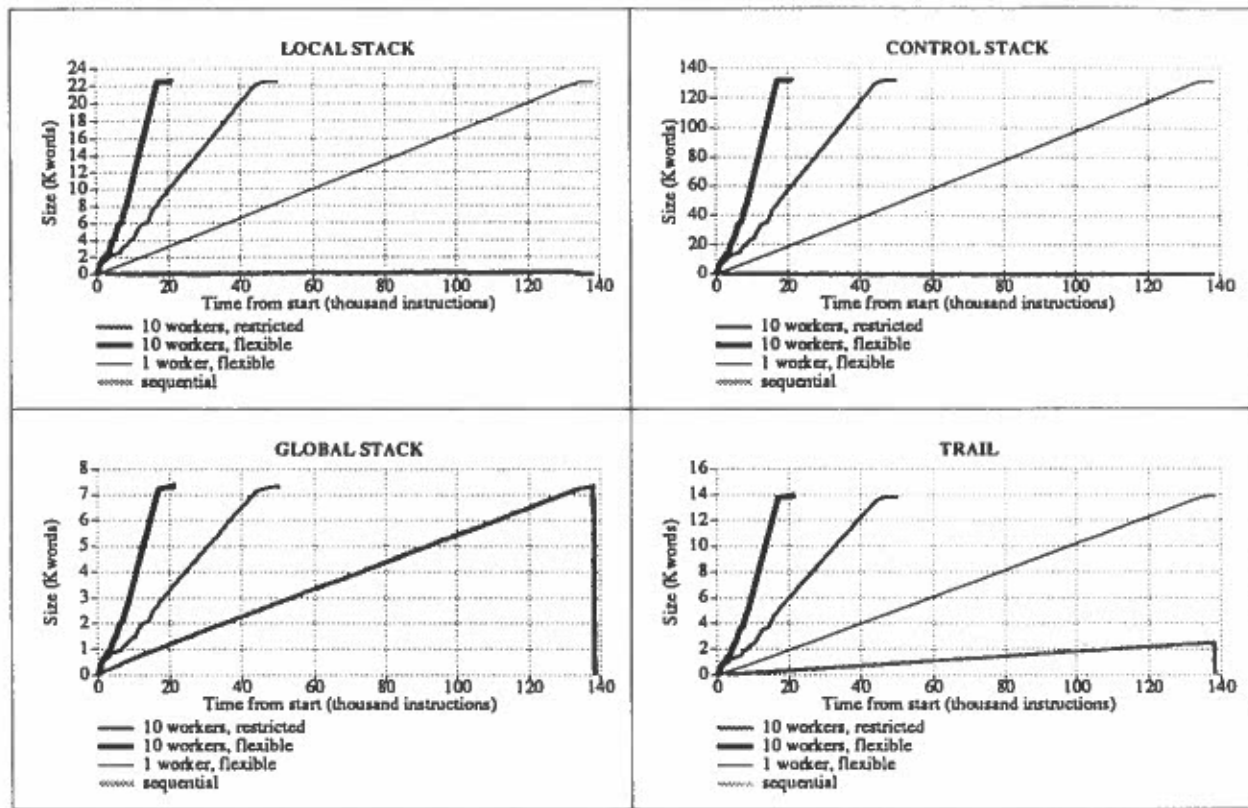 LOCAL STACK
24
22
20
18
16
14
12
10
8
6
4
2
0
Size (Kwords)
0 20 40 60 80 100 120 140
Time from start (thousand instructions)
10 workers, restricted
10 workers, flexible
1 worker, flexible
sequential
CONTROL STACK
140
120
100
80
60
40
20
0
Size (Kwords)
0 20 40 60 80 100 120 140
Time from start (thousand instructions)
10 workers, restricted
10 workers, flexible
1 worker, flexible
sequential
GLOBAL STACK
8
7
6
5
4
3
2
1
0
Size (Kwords)
0 20 40 60 80 100 120 140
Time from start (thousand instructions)
10 workers, restricted
10 workers, flexible
1 worker, flexible
sequential
TRAIL
16
14
12
10
8
6
4
2
0
Size (Kwords)
0 20 40 60 80 100 120 140
Time from start (thousand instructions)
10 workers, restricted
10 workers, flexible
1 worker, flexible
sequential